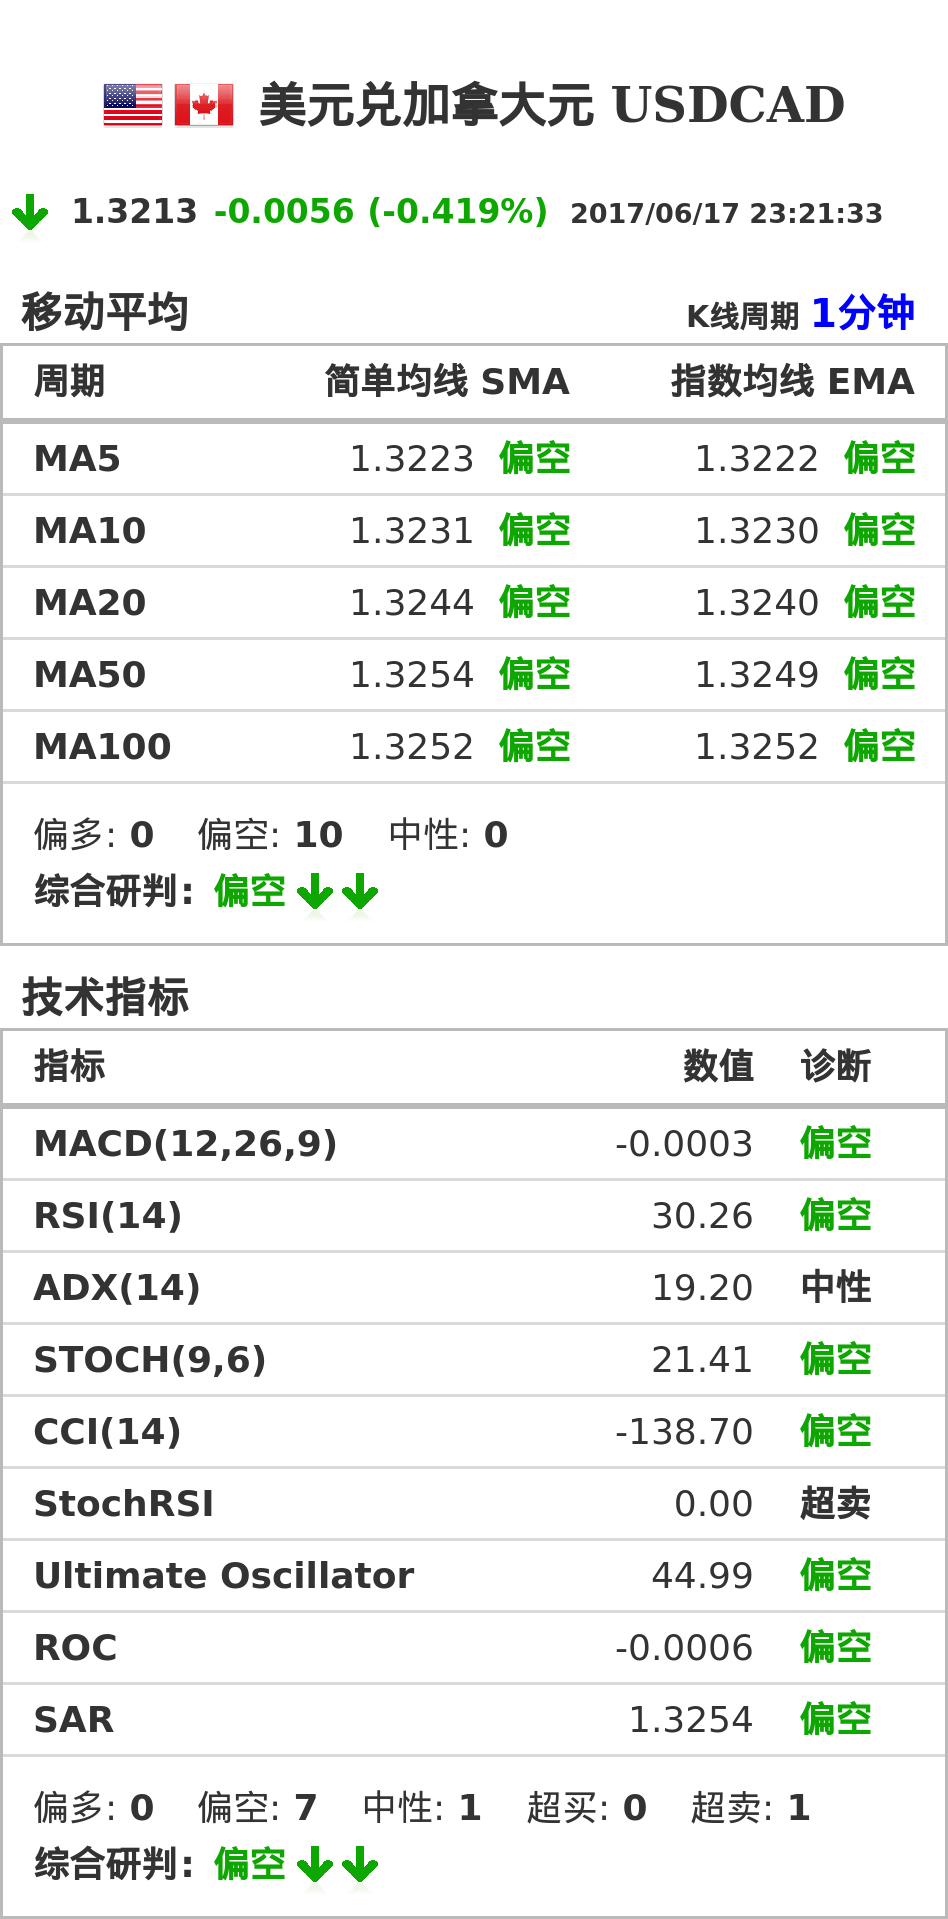 美元兑加拿大元 USDCAD
1.3213 -0.0056 (-0.419%) 2017/06/17 23:21:33
移动平均 K线周期 1分钟
周期 简单均线 SMA 指数均线 EMA
MA5 1.3223 偏空 1.3222 偏空
MA10 1.3231 偏空 1.3230 偏空
MA20 1.3244 偏空 1.3240 偏空
MA50 1.3254 偏空 1.3249 偏空
MA100 1.3252 偏空 1.3252 偏空
偏多: 0 偏空: 10 中性: 0
综合研判: 偏空
技术指标
指标 数值 诊断
MACD(12,26,9) -0.0003 偏空
RSI(14) 30.26 偏空
ADX(14) 19.20 中性
STOCH(9,6) 21.41 偏空
CCI(14) -138.70 偏空
StochRSI 0.00 超卖
Ultimate Oscillator 44.99 偏空
ROC -0.0006 偏空
SAR 1.3254 偏空
偏多: 0 偏空: 7 中性: 1 超买: 0 超卖: 1
综合研判: 偏空